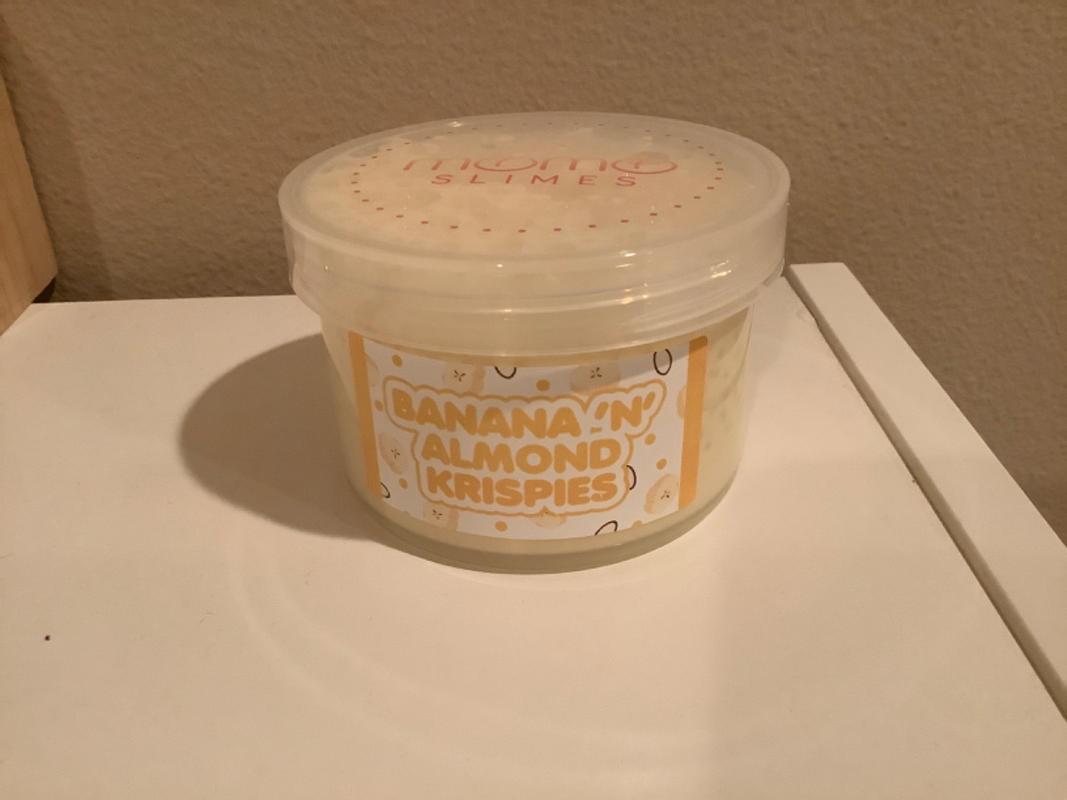 momo
SLIMES
BANANA 'N'
ALMOND
KRISPIES